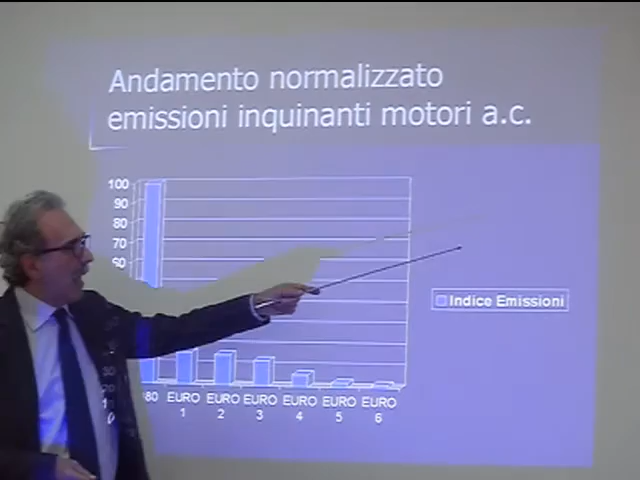 Andamento normalizzato
emissioni inquinanti motori a.c.
100
90
80
70
60
Indice Emissioni
80 EURO EURO EURO EURO EURO EURO
1 2 3 4 5 6